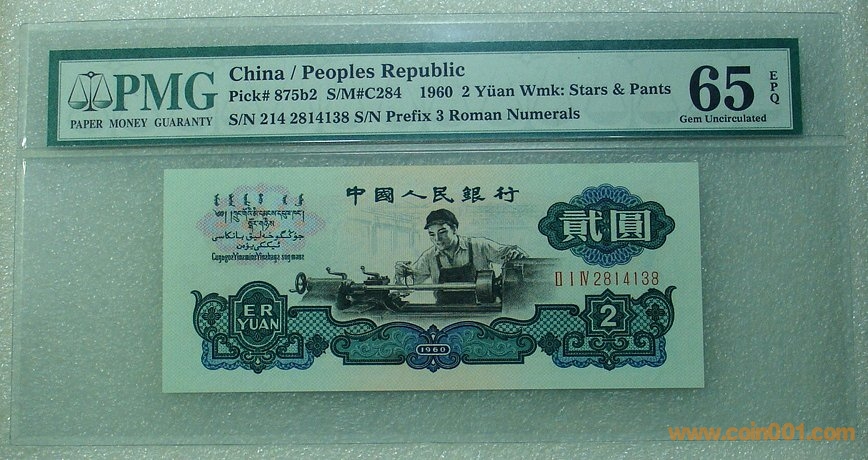 PMG
PAPER MONEY GUARANTY
China / Peoples Republic
Pick# 875b2 S/M#C284 1960 2 Yüan Wmk: Stars & Pants
S/N 214 2814138 S/N Prefix 3 Roman Numerals
65 EPQ
Gem Uncirculated
中國人民銀行
貳圓
II I IV 2814138
ER
YUAN
2
1960
www.coin001.com